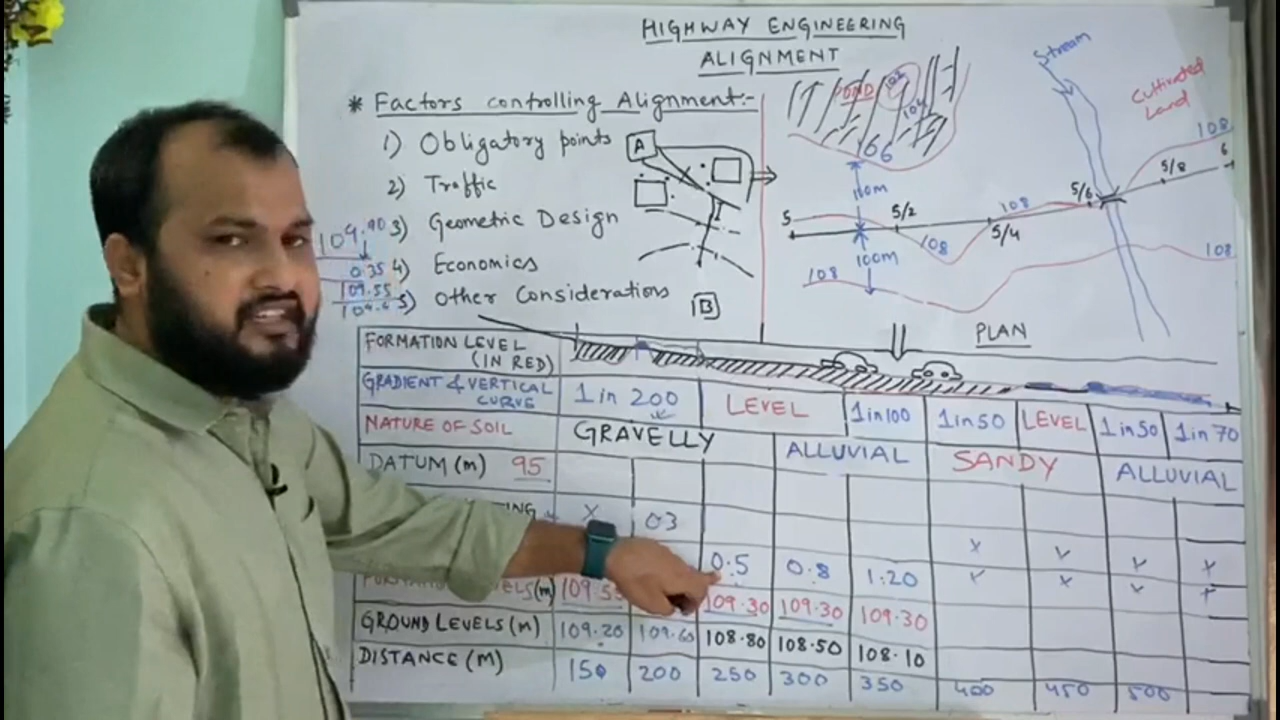 HIGHWAY ENGINEERING
ALIGNMENT
* Factors controlling Alignment:-
1) Obligatory points
2) Traffic
3) Geometric Design
4) Economics
5) Other Considerations
109.90
0.35
109.55
A
B
POND
102
104
106
100m
100m
5
5/2
5/4
5/6
5/8
6
108
108
108
108
108
Stream
Cultivated
Land
PLAN
FORMATION LEVEL
(IN RED)
GRADIENT & VERTICAL
CURVE
1 in 200
LEVEL
1 in 100
1 in 50
LEVEL
1 in 50
1 in 70
NATURE OF SOIL
GRAVELLY
ALLUVIAL
SANDY
ALLUVIAL
DATUM (m) 95
x
03
0.5
0.8
1.20
109.30
109.30
109.30
GROUND LEVELS (M)
109.20
109.60
108.80
108.50
108.10
DISTANCE (M)
150
200
250
300
350
400
450
500